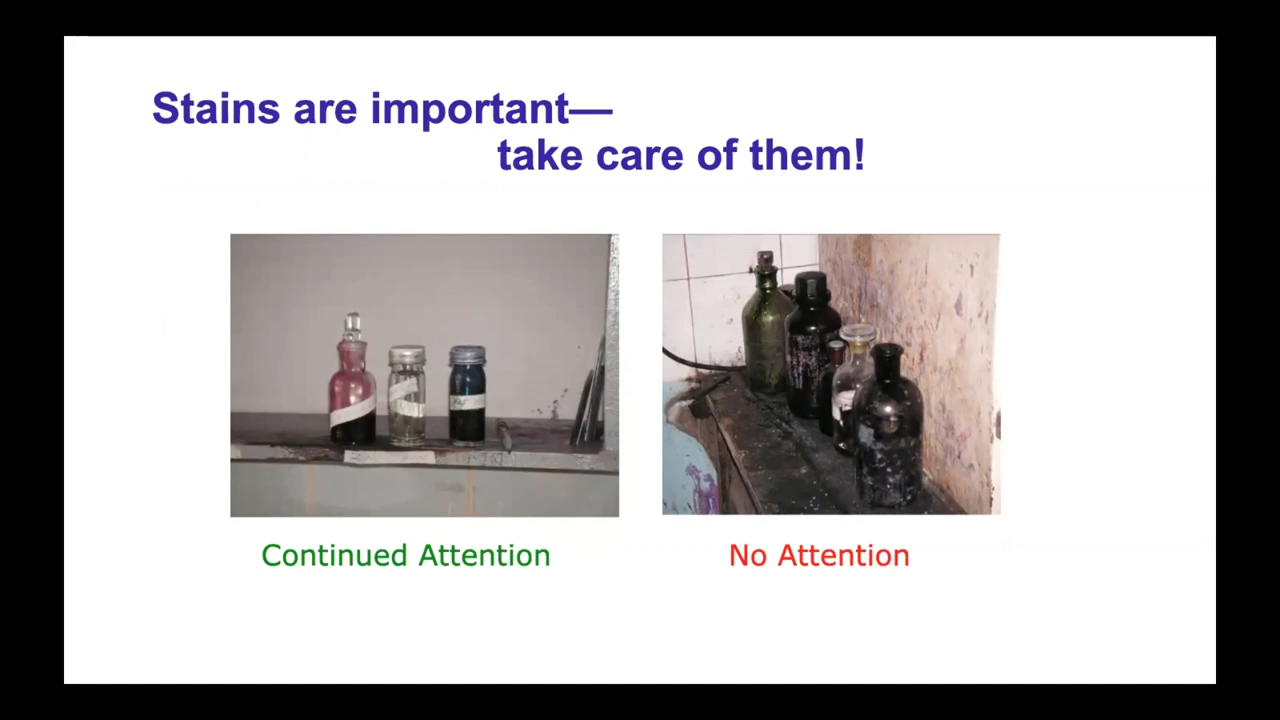 Stains are important—
take care of them!
Continued Attention
No Attention